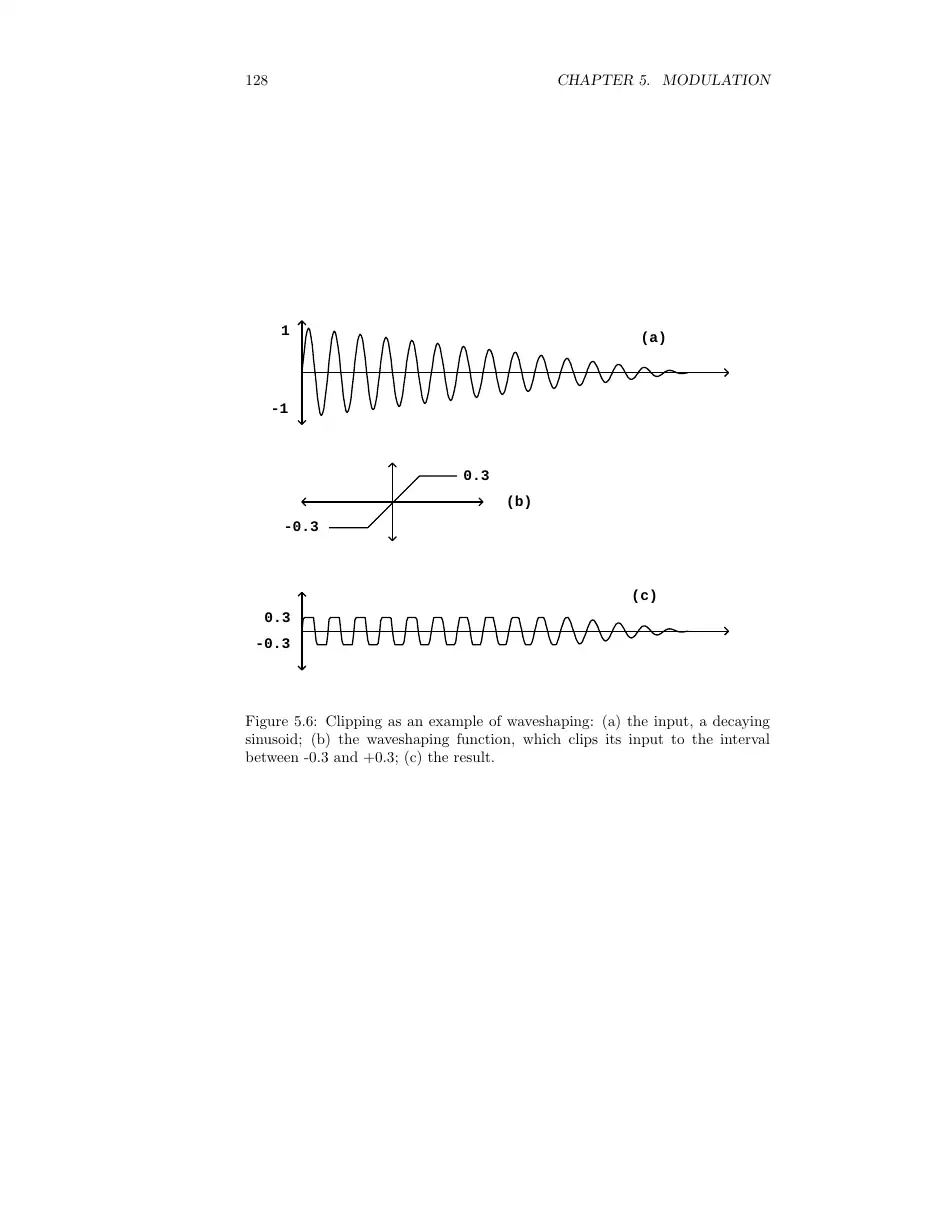 128 CHAPTER 5. MODULATION
1
(a)
-1
0.3
(b)
-0.3
(c)
0.3
-0.3
Figure 5.6: Clipping as an example of waveshaping: (a) the input, a decaying
sinusoid; (b) the waveshaping function, which clips its input to the interval
between -0.3 and +0.3; (c) the result.